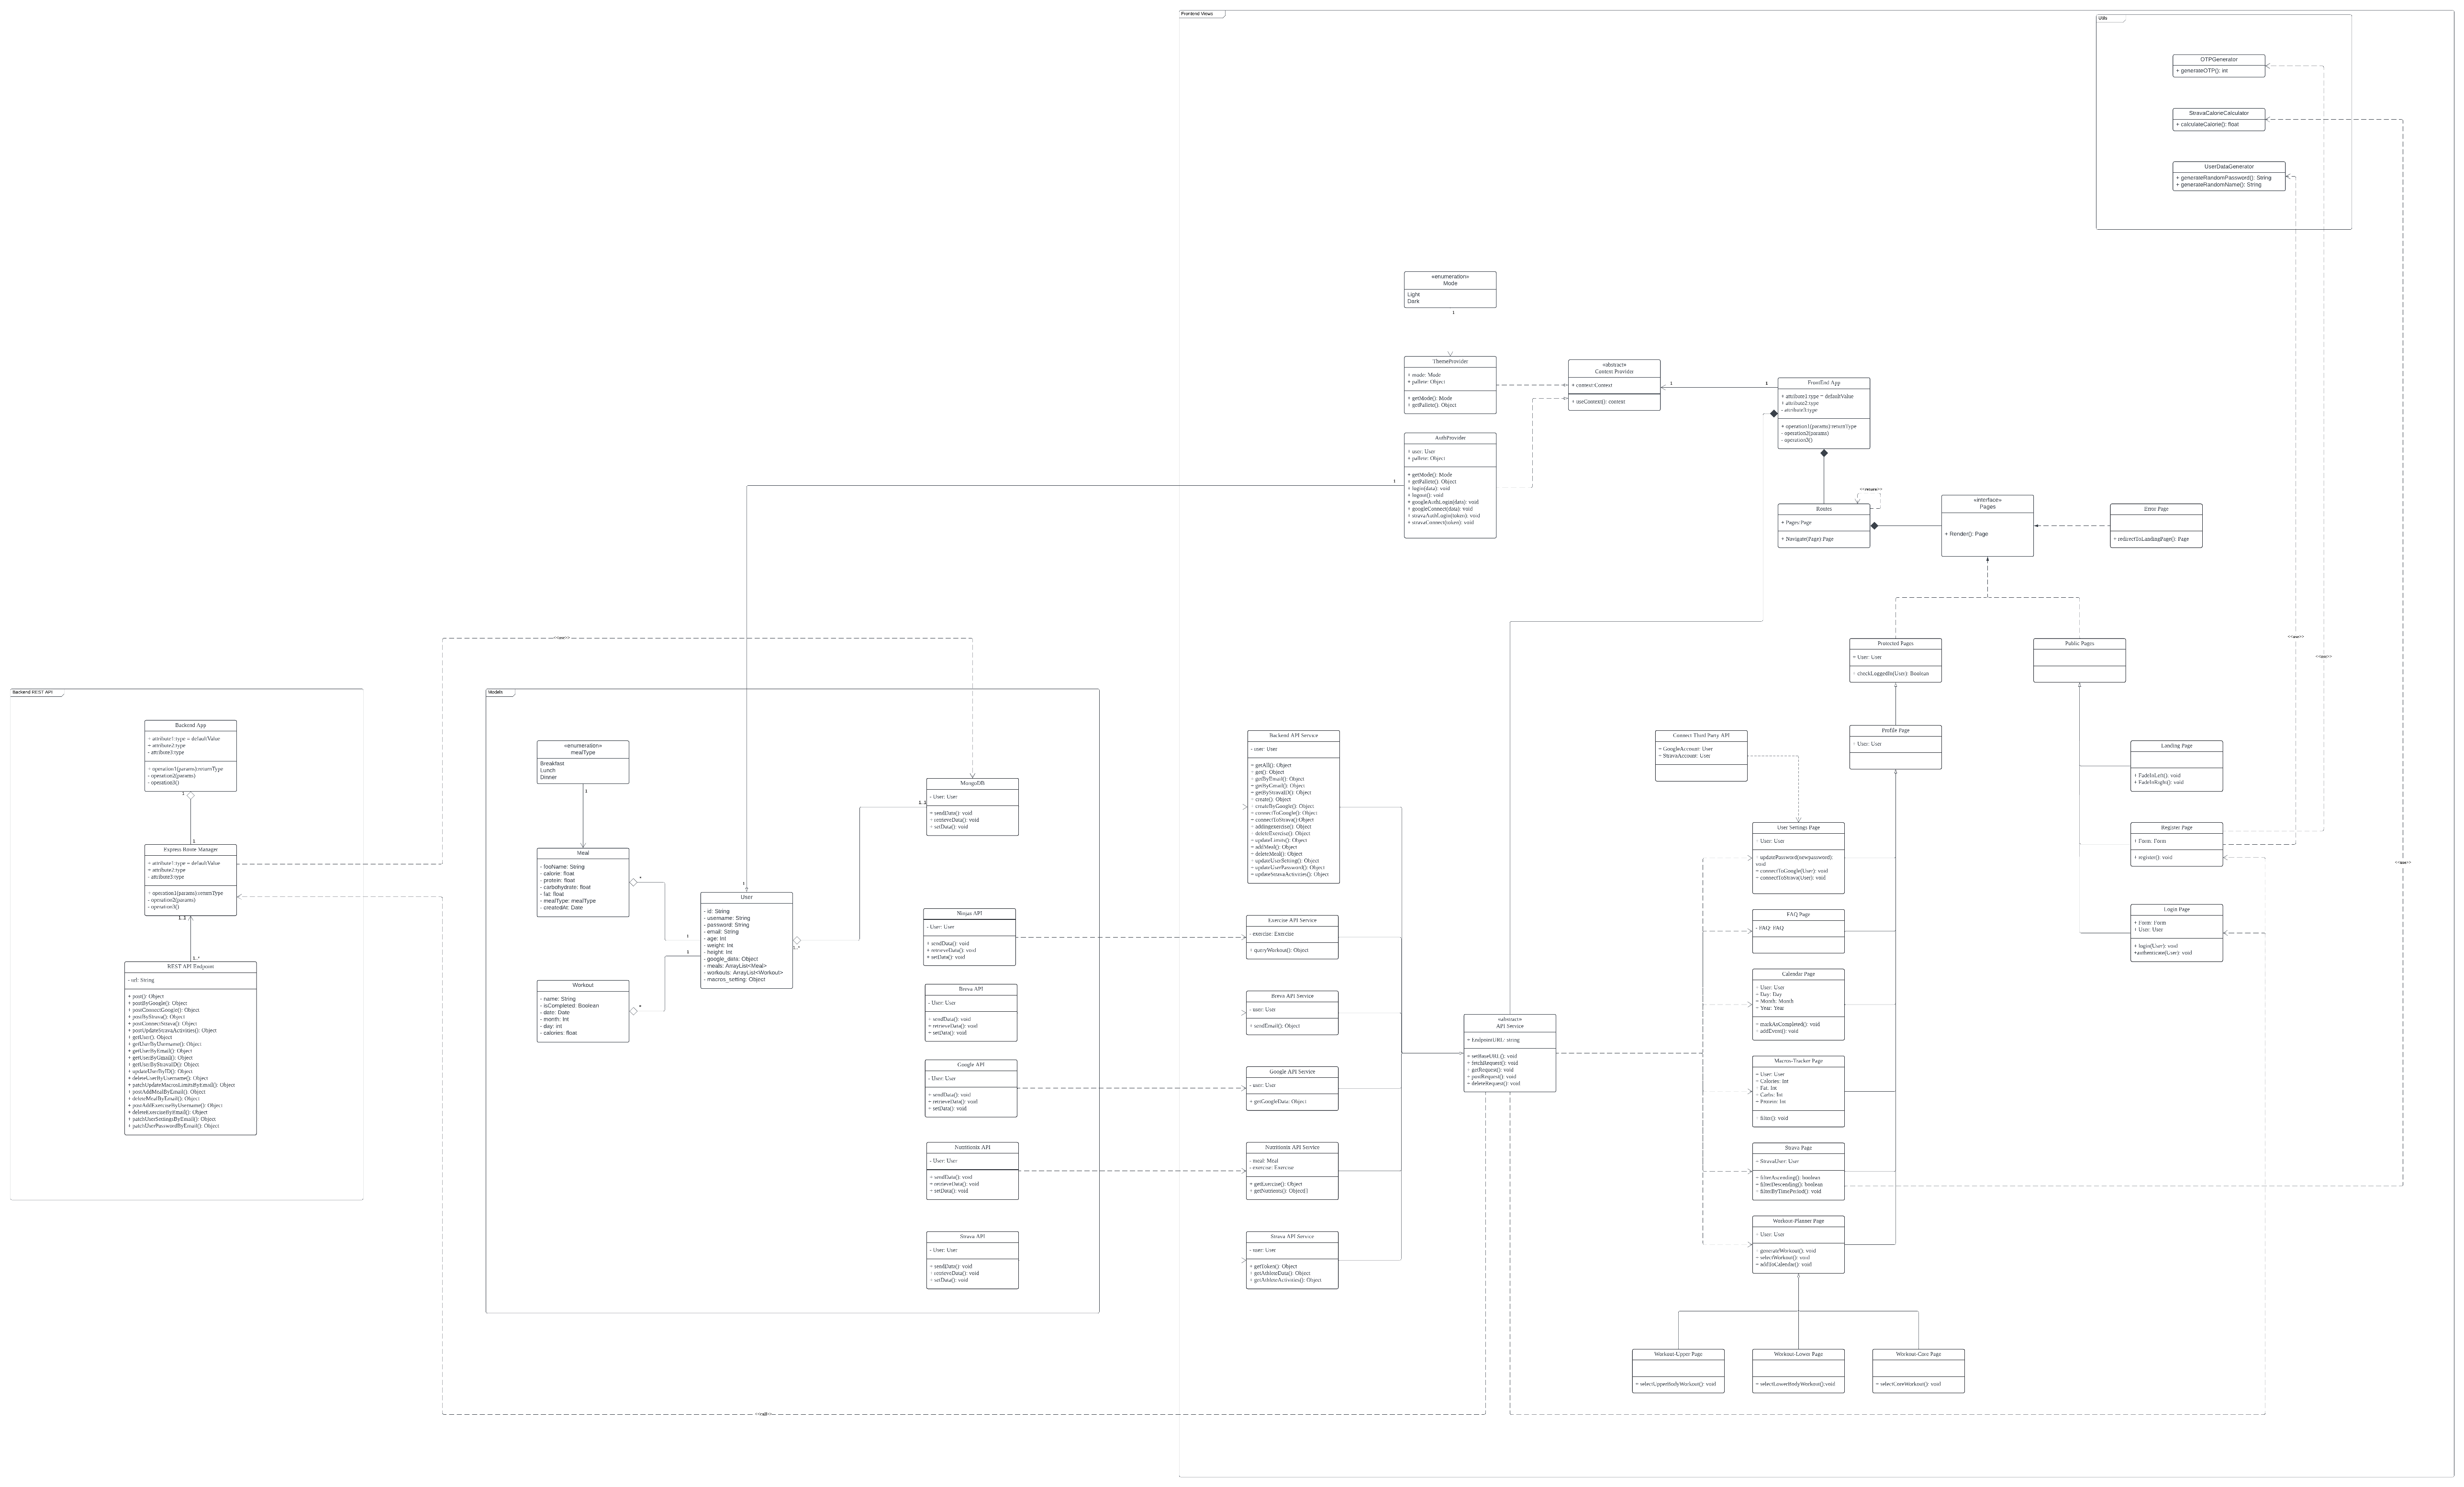 Frontend Views
Utils
OTPGenerator
+ generateOTP(): int
StravaCalorieCalculator
+ calculateCalorie(): float
UserDataGenerator
+ generateRandomPassword(): String
+ generateRandomName(): String
«enumeration»
Mode
Light
Dark
1
ThemeProvider
+ mode: Mode
+ pallete: Object
+ getMode(): Mode
+ getPallete(): Object
«abstract»
Context Provider
+ context:Context
+ useContext(): context
1
1
FrontEnd App
+ attribute1:type = defaultValue
+ attribute2:type
- attribute3:type
+ operation1(params):returnType
- operation2(params)
- operation3()
AuthProvider
+ user: User
+ pallete: Object
+ getMode(): Mode
+ getPallete(): Object
+ login(data): void
+ logout(): void
+ googleAuthLogin(data): void
+ googleConnect(data): void
+ stravaAuthLogin(token): void
+ stravaConnect(token): void
1
Routes
+ Pages:Page
+ Navigate(Page):Page
«interface»
Pages
+ Render(): Page
Error Page
+ redirectToLandingPage(): Page
Protected Pages
+ User: User
+ checkLoggedIn(User): Boolean
Public Pages
<<use>>
<<use>>
<<use>>
Backend REST API
Backend App
+ attribute1:type = defaultValue
+ attribute2:type
- attribute3:type
+ operation1(params):returnType
- operation2(params)
- operation3()
1
1
Express Route Manager
+ attribute1:type = defaultValue
+ attribute2:type
- attribute3:type
+ operation1(params):returnType
- operation2(params)
- operation3()
1..1
1..*
REST API Endpoint
- url: String
+ post(): Object
+ postByGoogle(): Object
+ postConnectGoogle(): Object
+ postByStrava(): Object
+ postConnectStrava(): Object
+ postUpdateStravaActivities(): Object
+ getUser(): Object
+ getUserByUsername(): Object
+ getUserByEmail(): Object
+ getUserByGmail(): Object
+ getUserByStravaID(): Object
+ updateUserByID(): Object
+ deleteUserByUsername(): Object
+ patchUpdateMacrosLimitsByEmail(): Object
+ postAddMealByEmail(): Object
+ deleteMealByEmail(): Object
+ postAddExerciseByUsername(): Object
+ deleteExerciseByEmail(): Object
+ patchUserSettingsByEmail(): Object
+ patchUserPasswordByEmail(): Object
Models
«enumeration»
mealType
Breakfast
Lunch
Dinner
1
Meal
- fooName: String
- calorie: float
- protein: float
- carbohydrate: float
- fat: float
- mealType: mealType
- createdAt: Date
*
1
1
*
Workout
- name: String
- isCompleted: Boolean
- date: Date
- month: Int
- day: int
- calories: float
1
User
- id: String
- username: String
- password: String
- email: String
- age: Int
- weight: Int
- height: Int
- google_data: Object
- meals: ArrayList<Meal>
- workouts: ArrayList<Workout>
- macros_setting: Object
1..*
1..1
MongoDB
- User: User
+ sendData(): void
+ retrieveData(): void
+ setData(): void
Ninjas API
- User: User
+ sendData(): void
+ retrieveData(): void
+ setData(): void
Breva API
- User: User
+ sendData(): void
+ retrieveData(): void
+ setData(): void
Google API
- User: User
+ sendData(): void
+ retrieveData(): void
+ setData(): void
Nutritionix API
- User: User
+ sendData(): void
+ retrieveData(): void
+ setData(): void
Strava API
- User: User
+ sendData(): void
+ retrieveData(): void
+ setData(): void
Backend API Service
- user: User
+ getAll(): Object
+ get(): Object
+ getByEmail(): Object
+ getByGmail(): Object
+ getByStravaID(): Object
+ create(): Object
+ createByGoogle(): Object
+ connectToGoogle(): Object
+ connectToStrava():Object
+ deleteExercise(): Object
+ updateLimits(): Object
+ addMeal(): Object
+ deleteMeal(): Object
+ updateUserSetting(): Object
+ updateUserPassword(): Object
+ updateStravaActivities(): Object
Exercise API Service
- exercise: Exercise
+ queryWorkout(): Object
Breva API Service
- user: User
+ sendEmail(): Object
Google API Service
- user: User
+ getGoogleData: Object
Nutritionix API Service
- meal: Meal
- exercise: Exercise
+ getExercise(): Object
+ getNutrients(): Object[]
Strava API Service
- user: User
+ getToken(): Object
+ getAthleteData(): Object
+ getAthleteActivities(): Object
«abstract»
API Service
+ EndpointURL: string
+ setBaseURL(): void
+ fetchRequest(): void
+ getRequest(): void
+ postRequest(): void
+ deleteRequest(): void
Connect Third Party API
+ GoogleAccount: User
+ StravaAccount: User
Profile Page
+ User: User
User Settings Page
+ User: User
+ updatePassword(newpassword):
void
+ connectToGoogle(User): void
+ connectToStrava(User): void
FAQ Page
- FAQ: FAQ
Calendar Page
+ User: User
+ Day: Day
+ Month: Month
+ Year: Year
+ markAsCompleted(): void
+ addEvent(): void
Macros-Tracker Page
+ User: User
+ Calories: Int
+ Fat: Int
+ Carbs: Int
+ Protein: Int
+ filter(): void
Strava Page
+ StravaUser: User
+ filterAscending(): boolean
+ filterDescending(): boolean
+ filterByTimePeriod(): void
Workout-Planner Page
+ User: User
+ generateWorkout(): void
+ selectWorkout(): void
+ addToCalendar(): void
Workout-Upper Page
+ selectUpperBodyWorkout(): void
Workout-Lower Page
+ selectLowerBodyWorkout():void
Workout-Core Page
+ selectCoreWorkout(): void
Landing Page
+ FadeInLeft(): void
+ FadeInRight(): void
Register Page
+ Form: Form
+ register(): void
Login Page
+ Form: Form
+ User: User
+ login(User): void
+authenticate(User): void